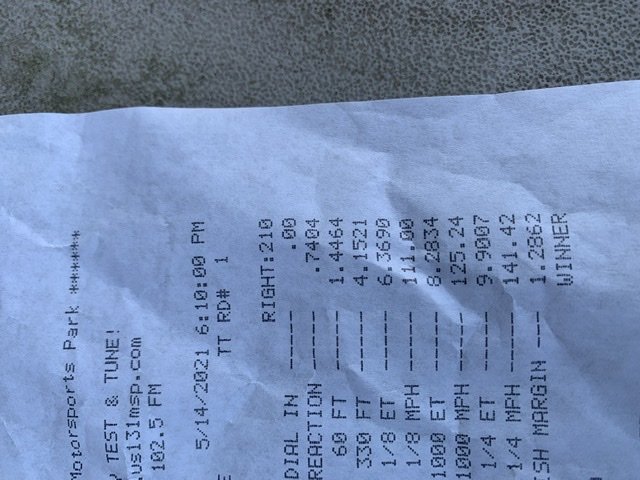 Motorsports Park ******
TEST & TUNE!
.us131msp.com
102.5 FM
5/14/2021 6:10:00 PM
TT RD# 1
RIGHT:210
DIAL IN ----- .00
REACTION ----- .7404
60 FT ----- 1.4464
330 FT ----- 4.1521
1/8 ET ----- 6.3690
1/8 MPH ----- 111.00
1000 ET ----- 8.2834
1000 MPH ----- 125.24
1/4 ET ----- 9.9007
1/4 MPH ----- 141.42
ISH MARGIN --- 1.2862
WINNER